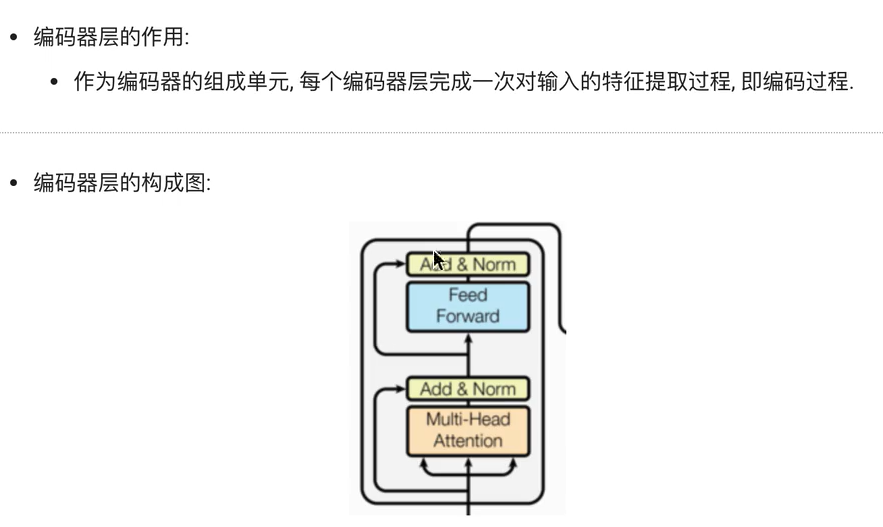 编码器层的作用:
作为编码器的组成单元, 每个编码器层完成一次对输入的特征提取过程, 即编码过程.
编码器层的构成图:
Add & Norm
Feed
Forward
Add & Norm
Multi-Head
Attention